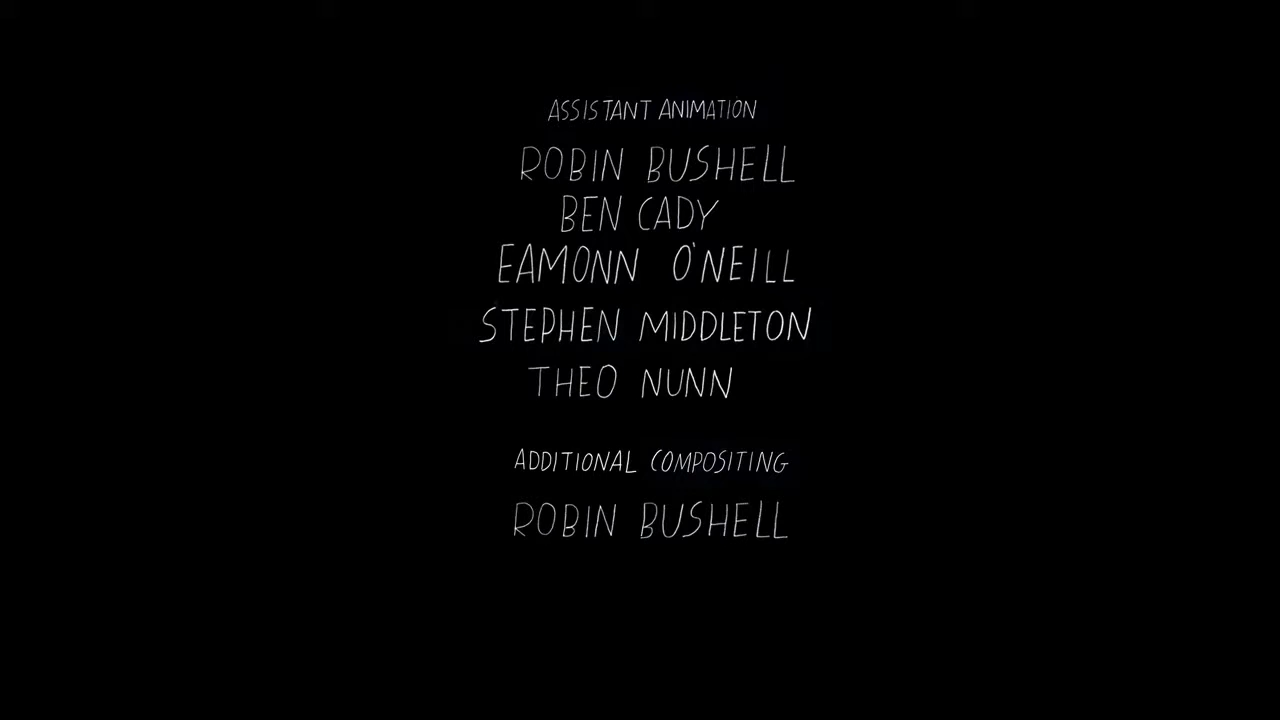 ASSISTANT ANIMATION
ROBIN BUSHELL
BEN CADY
EAMONN O'NEILL
STEPHEN MIDDLETON
THEO NUNN
ADDITIONAL COMPOSITING
ROBIN BUSHELL